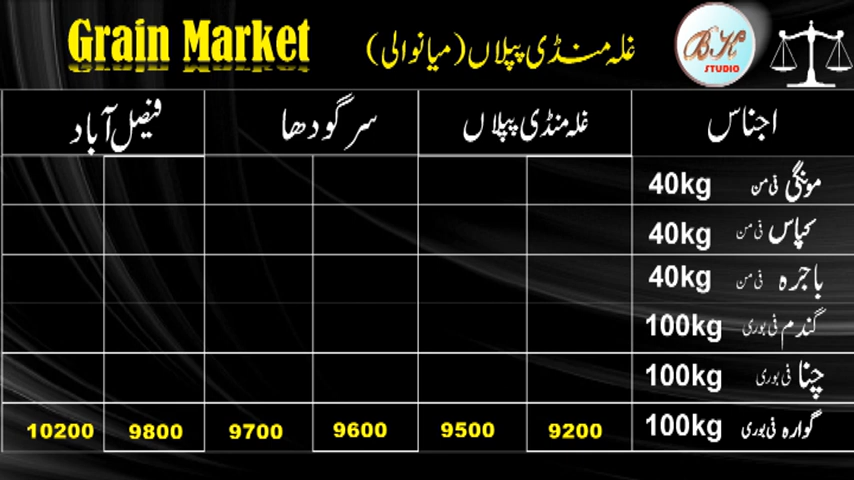 Grain Market
غلہ منڈی پپلاں (میانوالی)
BK
STUDIO
اجناس غلہ منڈی پپلاں سرگودھا فیصل آباد
مونگی فی من 40kg
کپاس فی من 40kg
باجرہ فی من 40kg
گندم فی بوری 100kg
چنا فی بوری 100kg
گوارہ فی بوری 100kg 9200 9500 9600 9700 9800 10200